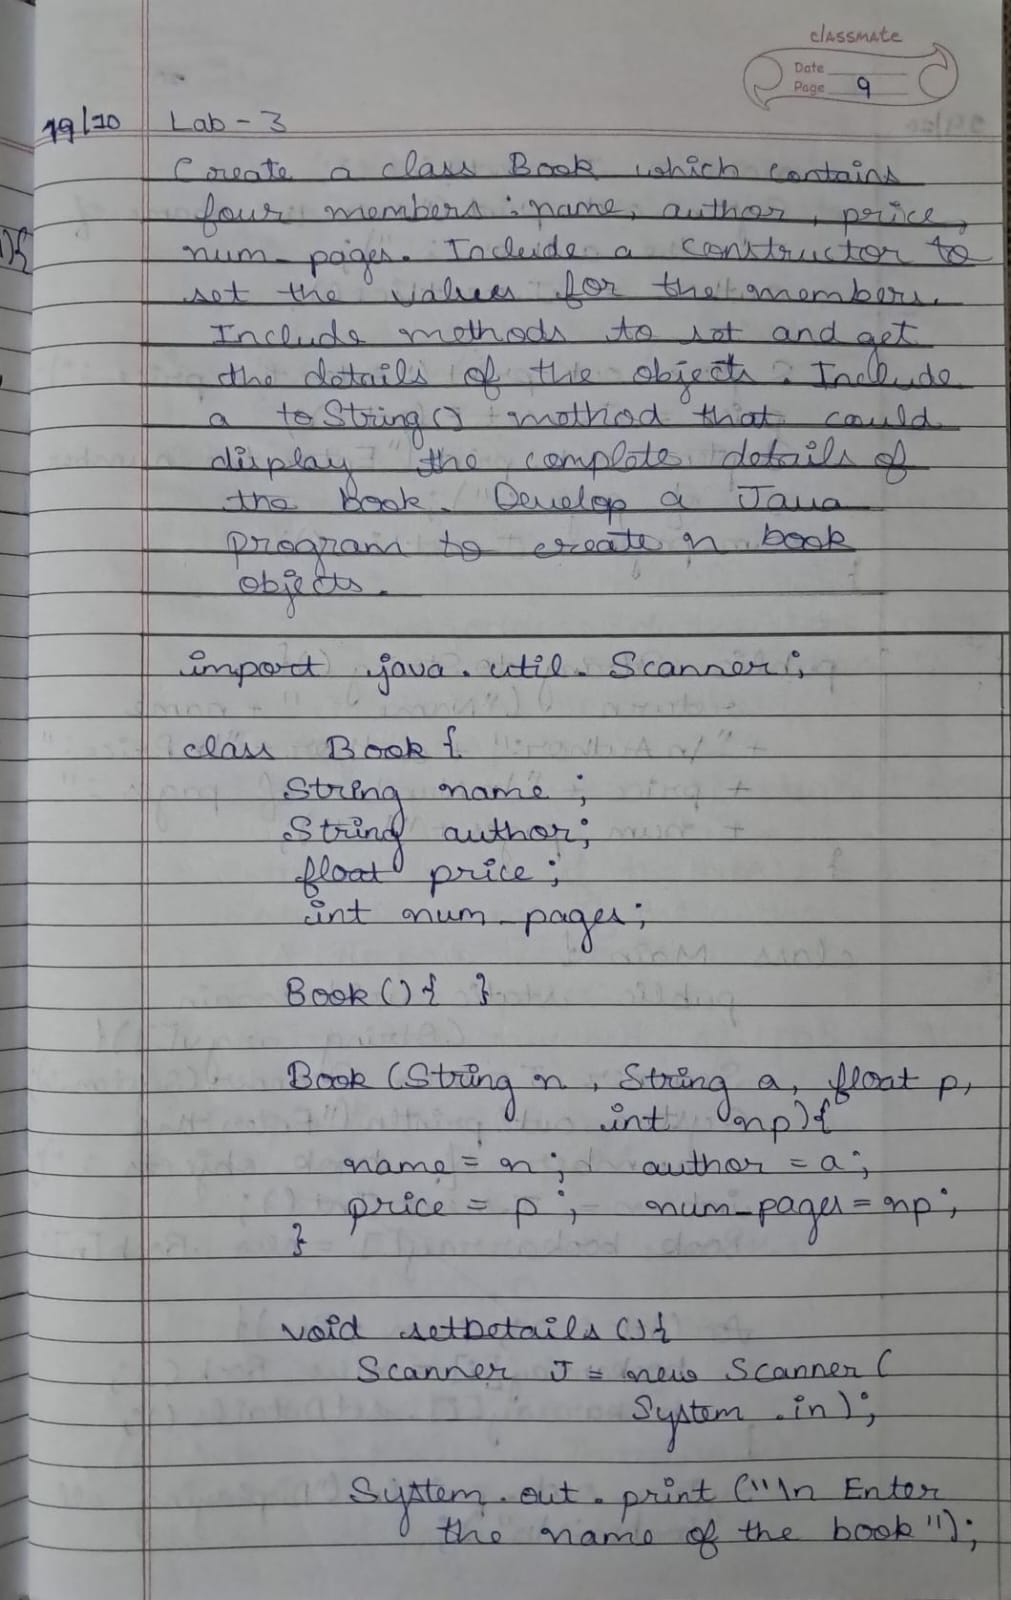 classmate
Date
Page 9
19/10 Lab - 3
Create a class Book which contains
four members : name, author, price,
num_pages. Include a constructor to
set the values for the members.
Include methods to set and get
the details of the objects. Include
a toString() method that could
display the complete details of
the book. Develop a Java
program to create n book
objects.
import java.util.Scanner;
class Book {
String name ;
String author;
float price ;
int num_pages;
Book () { }
Book (String n, String a, float p,
int np) {
name = n ; author = a ;
price = p ; num_pages = np ;
}
void setDetails () {
Scanner J = new Scanner (
System.in) ;
System.out.print ("\n Enter
the name of the book") ;